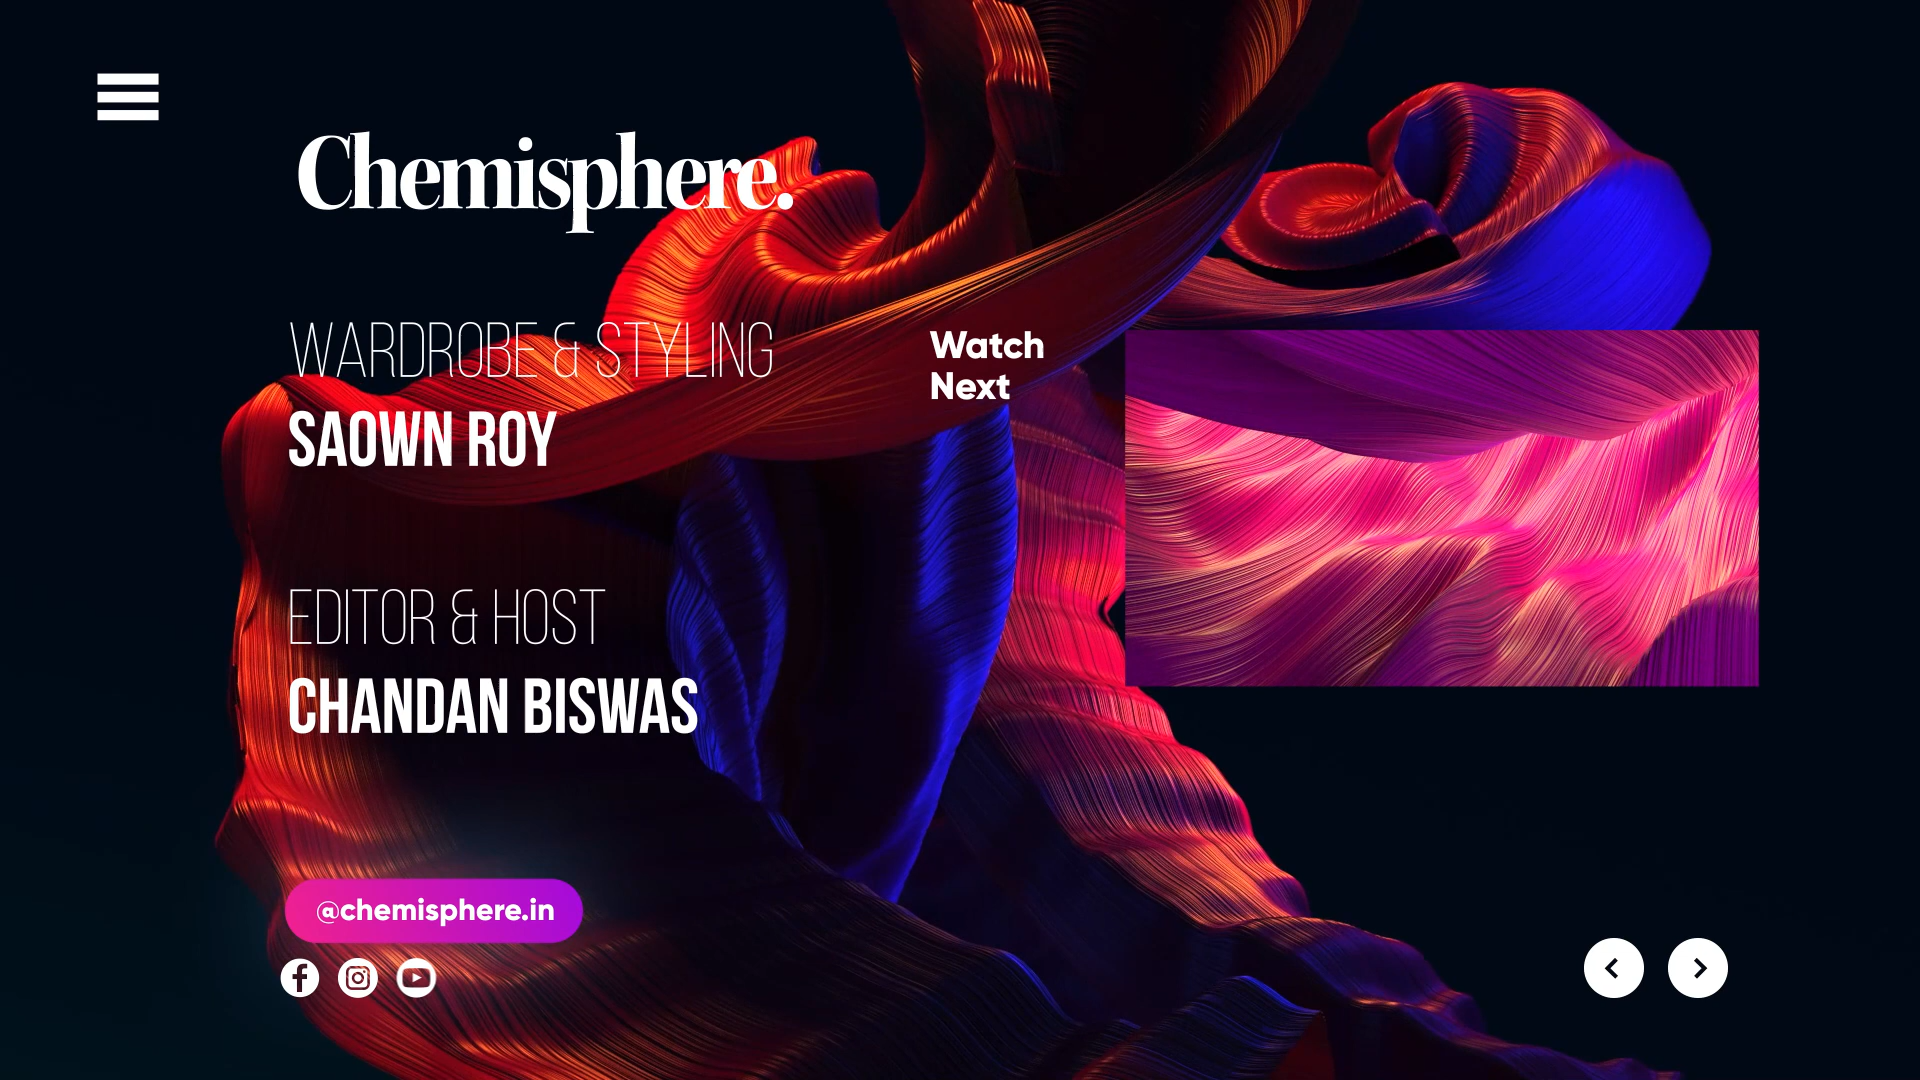 Chemisphere.
WARDROBE & STYLING
SAOWN ROY
EDITOR & HOST
CHANDAN BISWAS
@chemisphere.in
Watch
Next